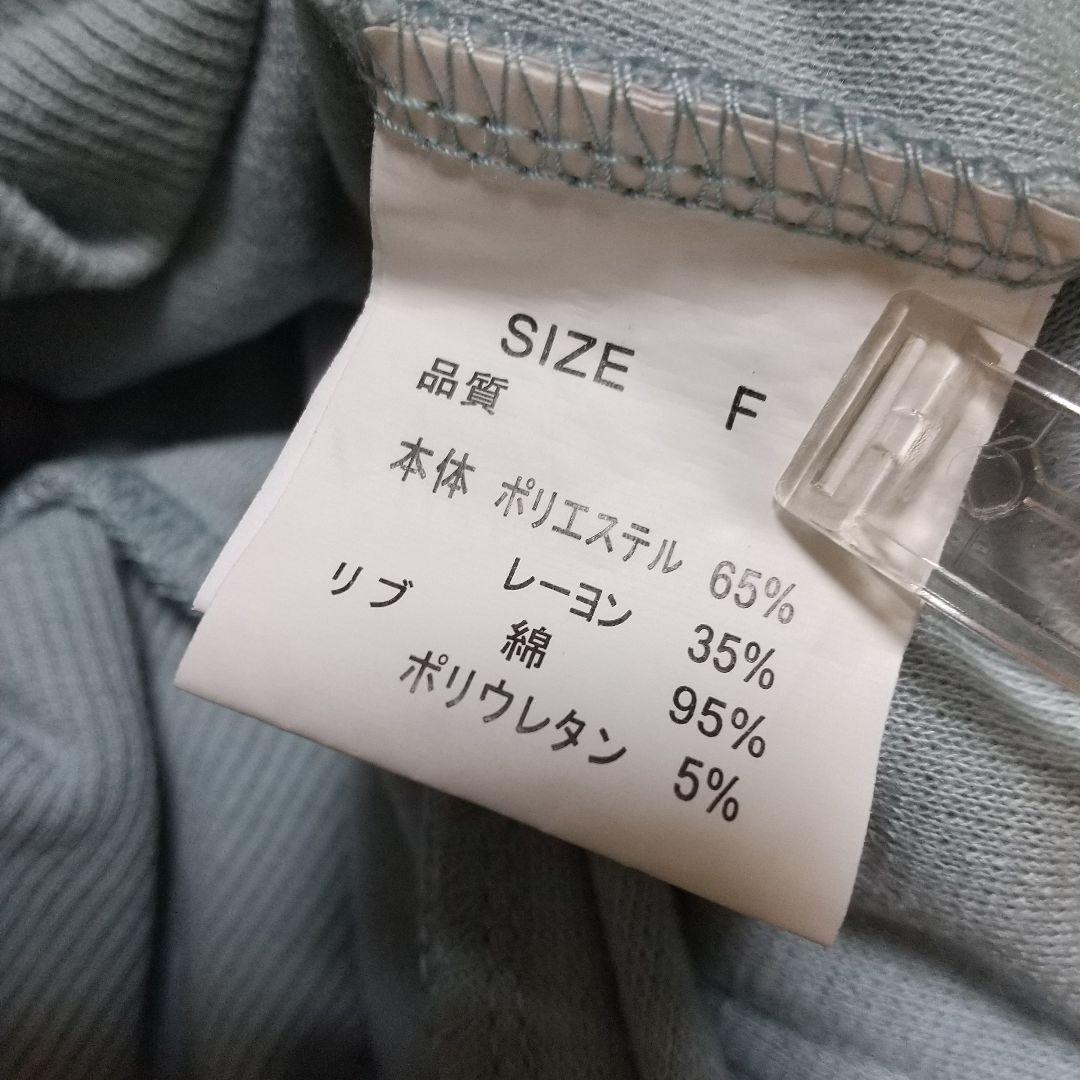 SIZE F
品質
本体 ポリエステル 65%
レーヨン 35%
リブ 綿 95%
ポリウレタン 5%